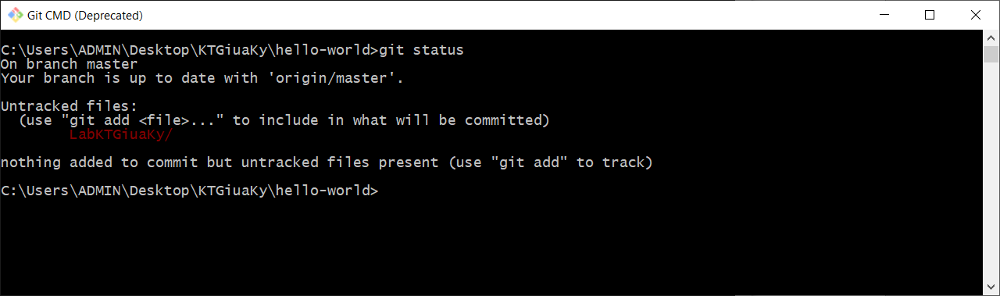 Git CMD (Deprecated)
C:\Users\ADMIN\Desktop\KTGiuaKy\hello-world>git status
On branch master
Your branch is up to date with 'origin/master'.
Untracked files:
  (use "git add <file>..." to include in what will be committed)
        LabKTGiuaKy/
nothing added to commit but untracked files present (use "git add" to track)
C:\Users\ADMIN\Desktop\KTGiuaKy\hello-world>